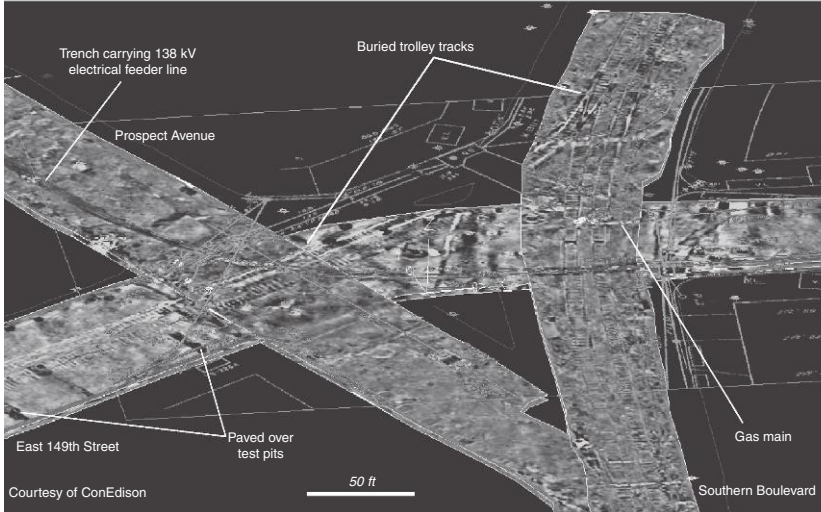 Trench carrying 138 kV
electrical feeder line
Buried trolley tracks
Prospect Avenue
East 149th Street
Paved over
test pits
Gas main
50 ft
Courtesy of ConEdison
Southern Boulevard